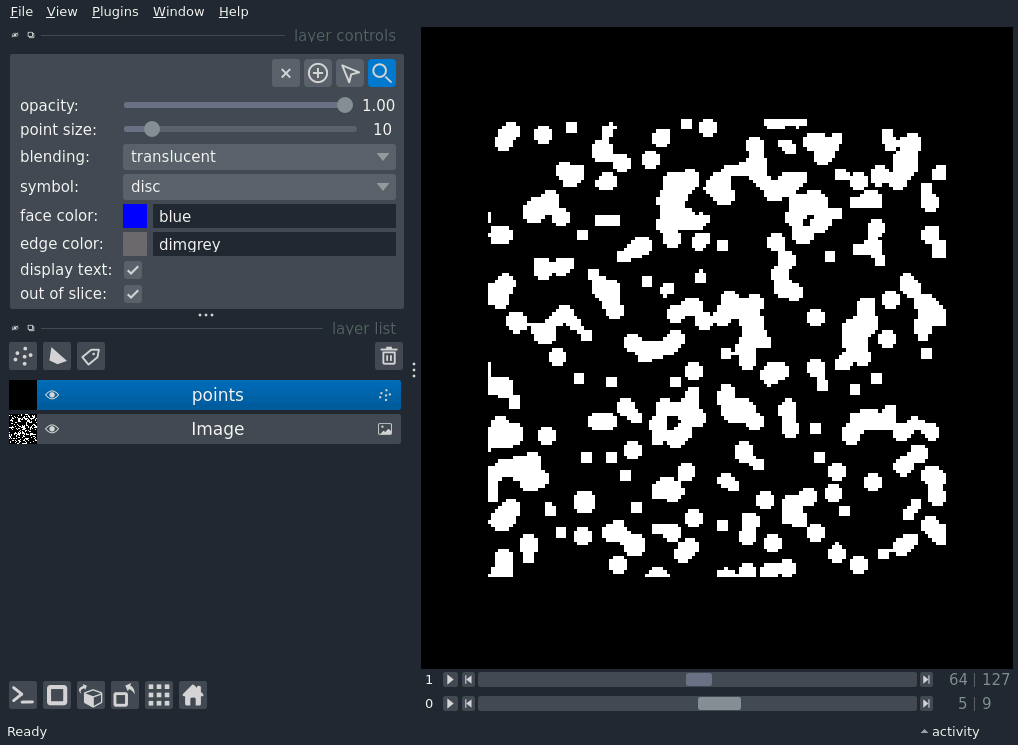 File View Plugins Window Help
layer controls
opacity: 1.00
point size: 10
blending: translucent
symbol: disc
face color: blue
edge color: dimgrey
display text:
out of slice:
layer list
points
Image
1 64 | 127
0 5 | 9
Ready activity